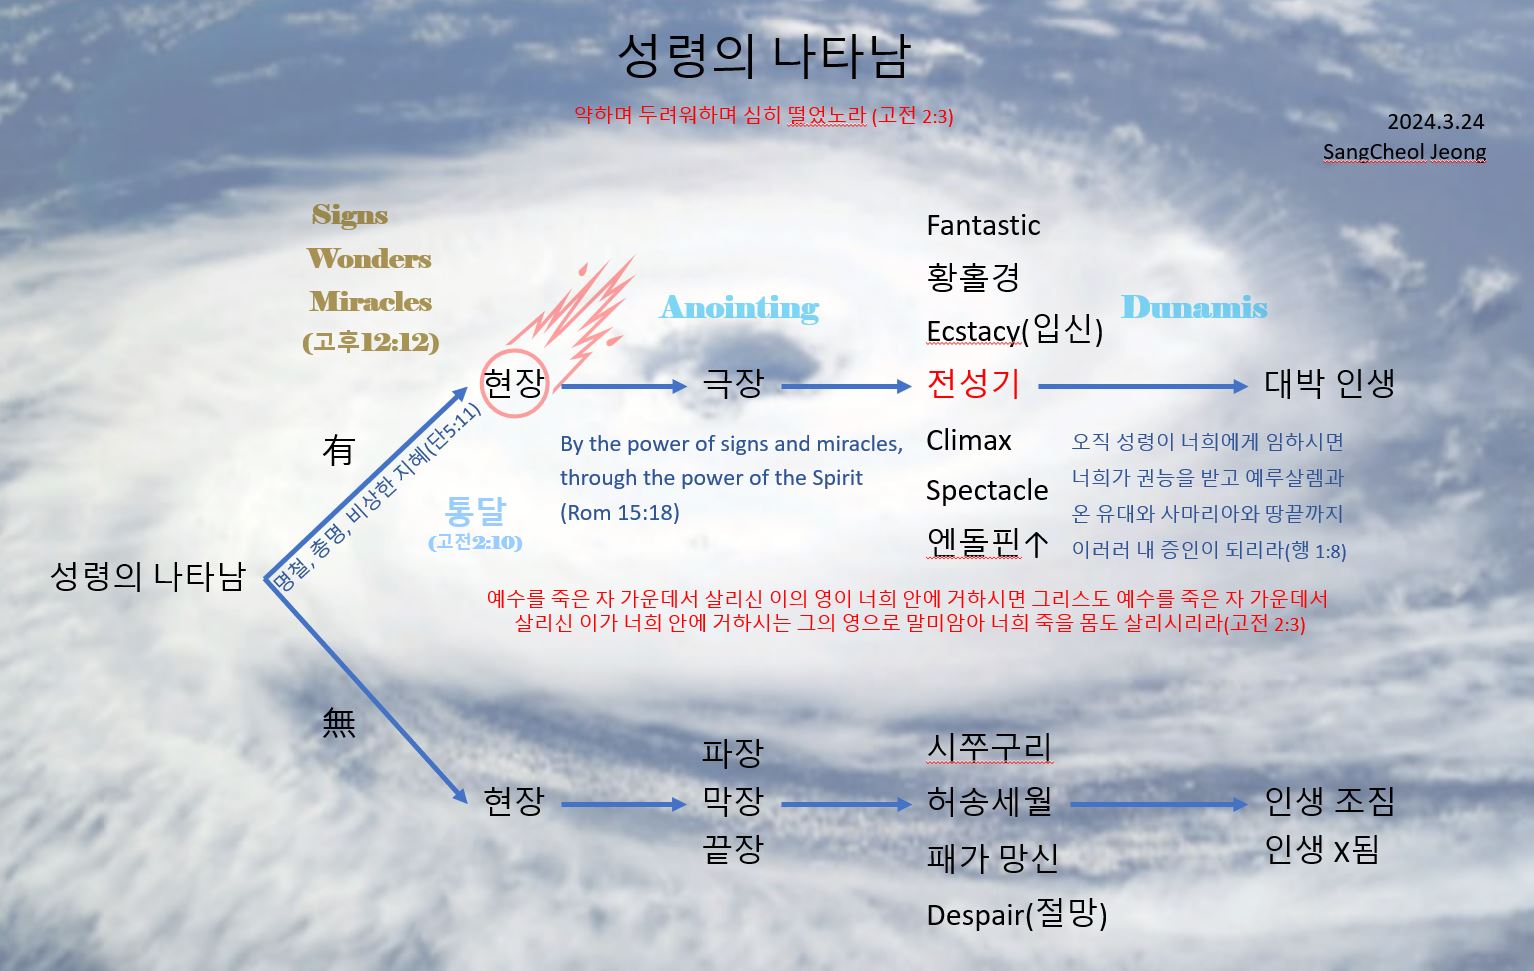 성령의 나타남
약하며 두려워하며 심히 떨었노라 (고전 2:3)
2024.3.24
SangCheol Jeong
Signs
Wonders
Miracles
(고후12:12)
Anointing
Fantastic
황홀경
Ecstacy(입신)
Dunamis
현장
극장
전성기
대박 인생
有
명철, 총명, 비상한 지혜(단5:11)
통달
(고전2:10)
By the power of signs and miracles,
through the power of the Spirit
(Rom 15:18)
Climax
Spectacle
엔돌핀↑
오직 성령이 너희에게 임하시면
너희가 권능을 받고 예루살렘과
온 유대와 사마리아와 땅끝까지
이러러 내 증인이 되리라(행 1:8)
성령의 나타남
예수를 죽은 자 가운데서 살리신 이의 영이 너희 안에 거하시면 그리스도 예수를 죽은 자 가운데서
살리신 이가 너희 안에 거하시는 그의 영으로 말미암아 너희 죽을 몸도 살리시리라(고전 2:3)
無
현장
파장
막장
끝장
시쭈구리
허송세월
패가 망신
Despair(절망)
인생 조짐
인생 X됨